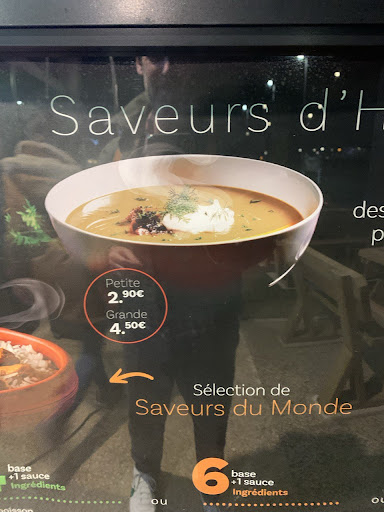 Saveurs d'H
des
p
Petite
2.90€
Grande
4.50€
Sélection de
Saveurs du Monde
base
+1 sauce
Ingrédients
ou
6 base
+1 sauce
Ingrédients
ou
poisson